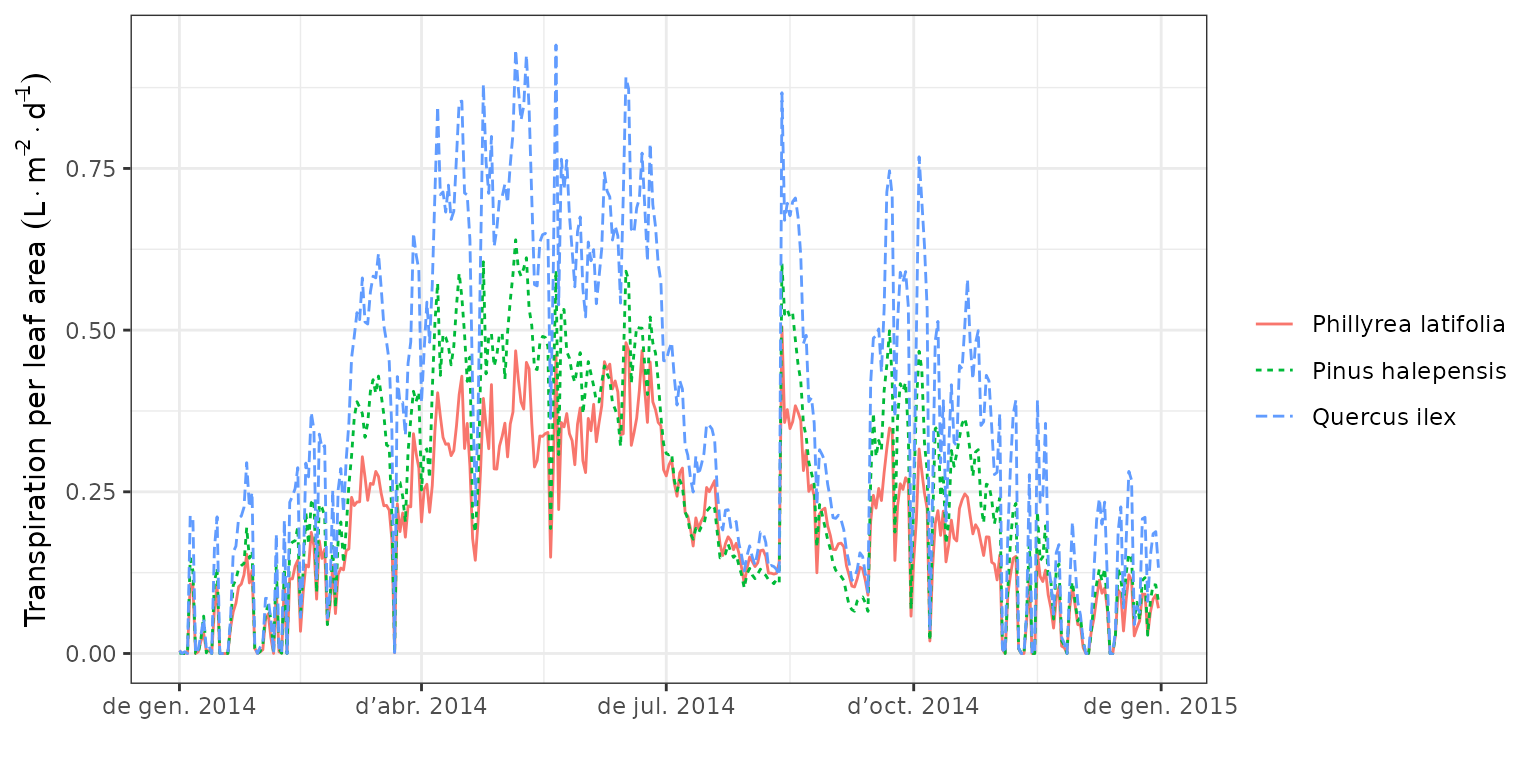 Transpiration per leaf area (L · m⁻² · d⁻¹)
0.75
0.50
0.25
0.00
de gen. 2014
d’abr. 2014
de jul. 2014
d’oct. 2014
de gen. 2015
Phillyrea latifolia
Pinus halepensis
Quercus ilex